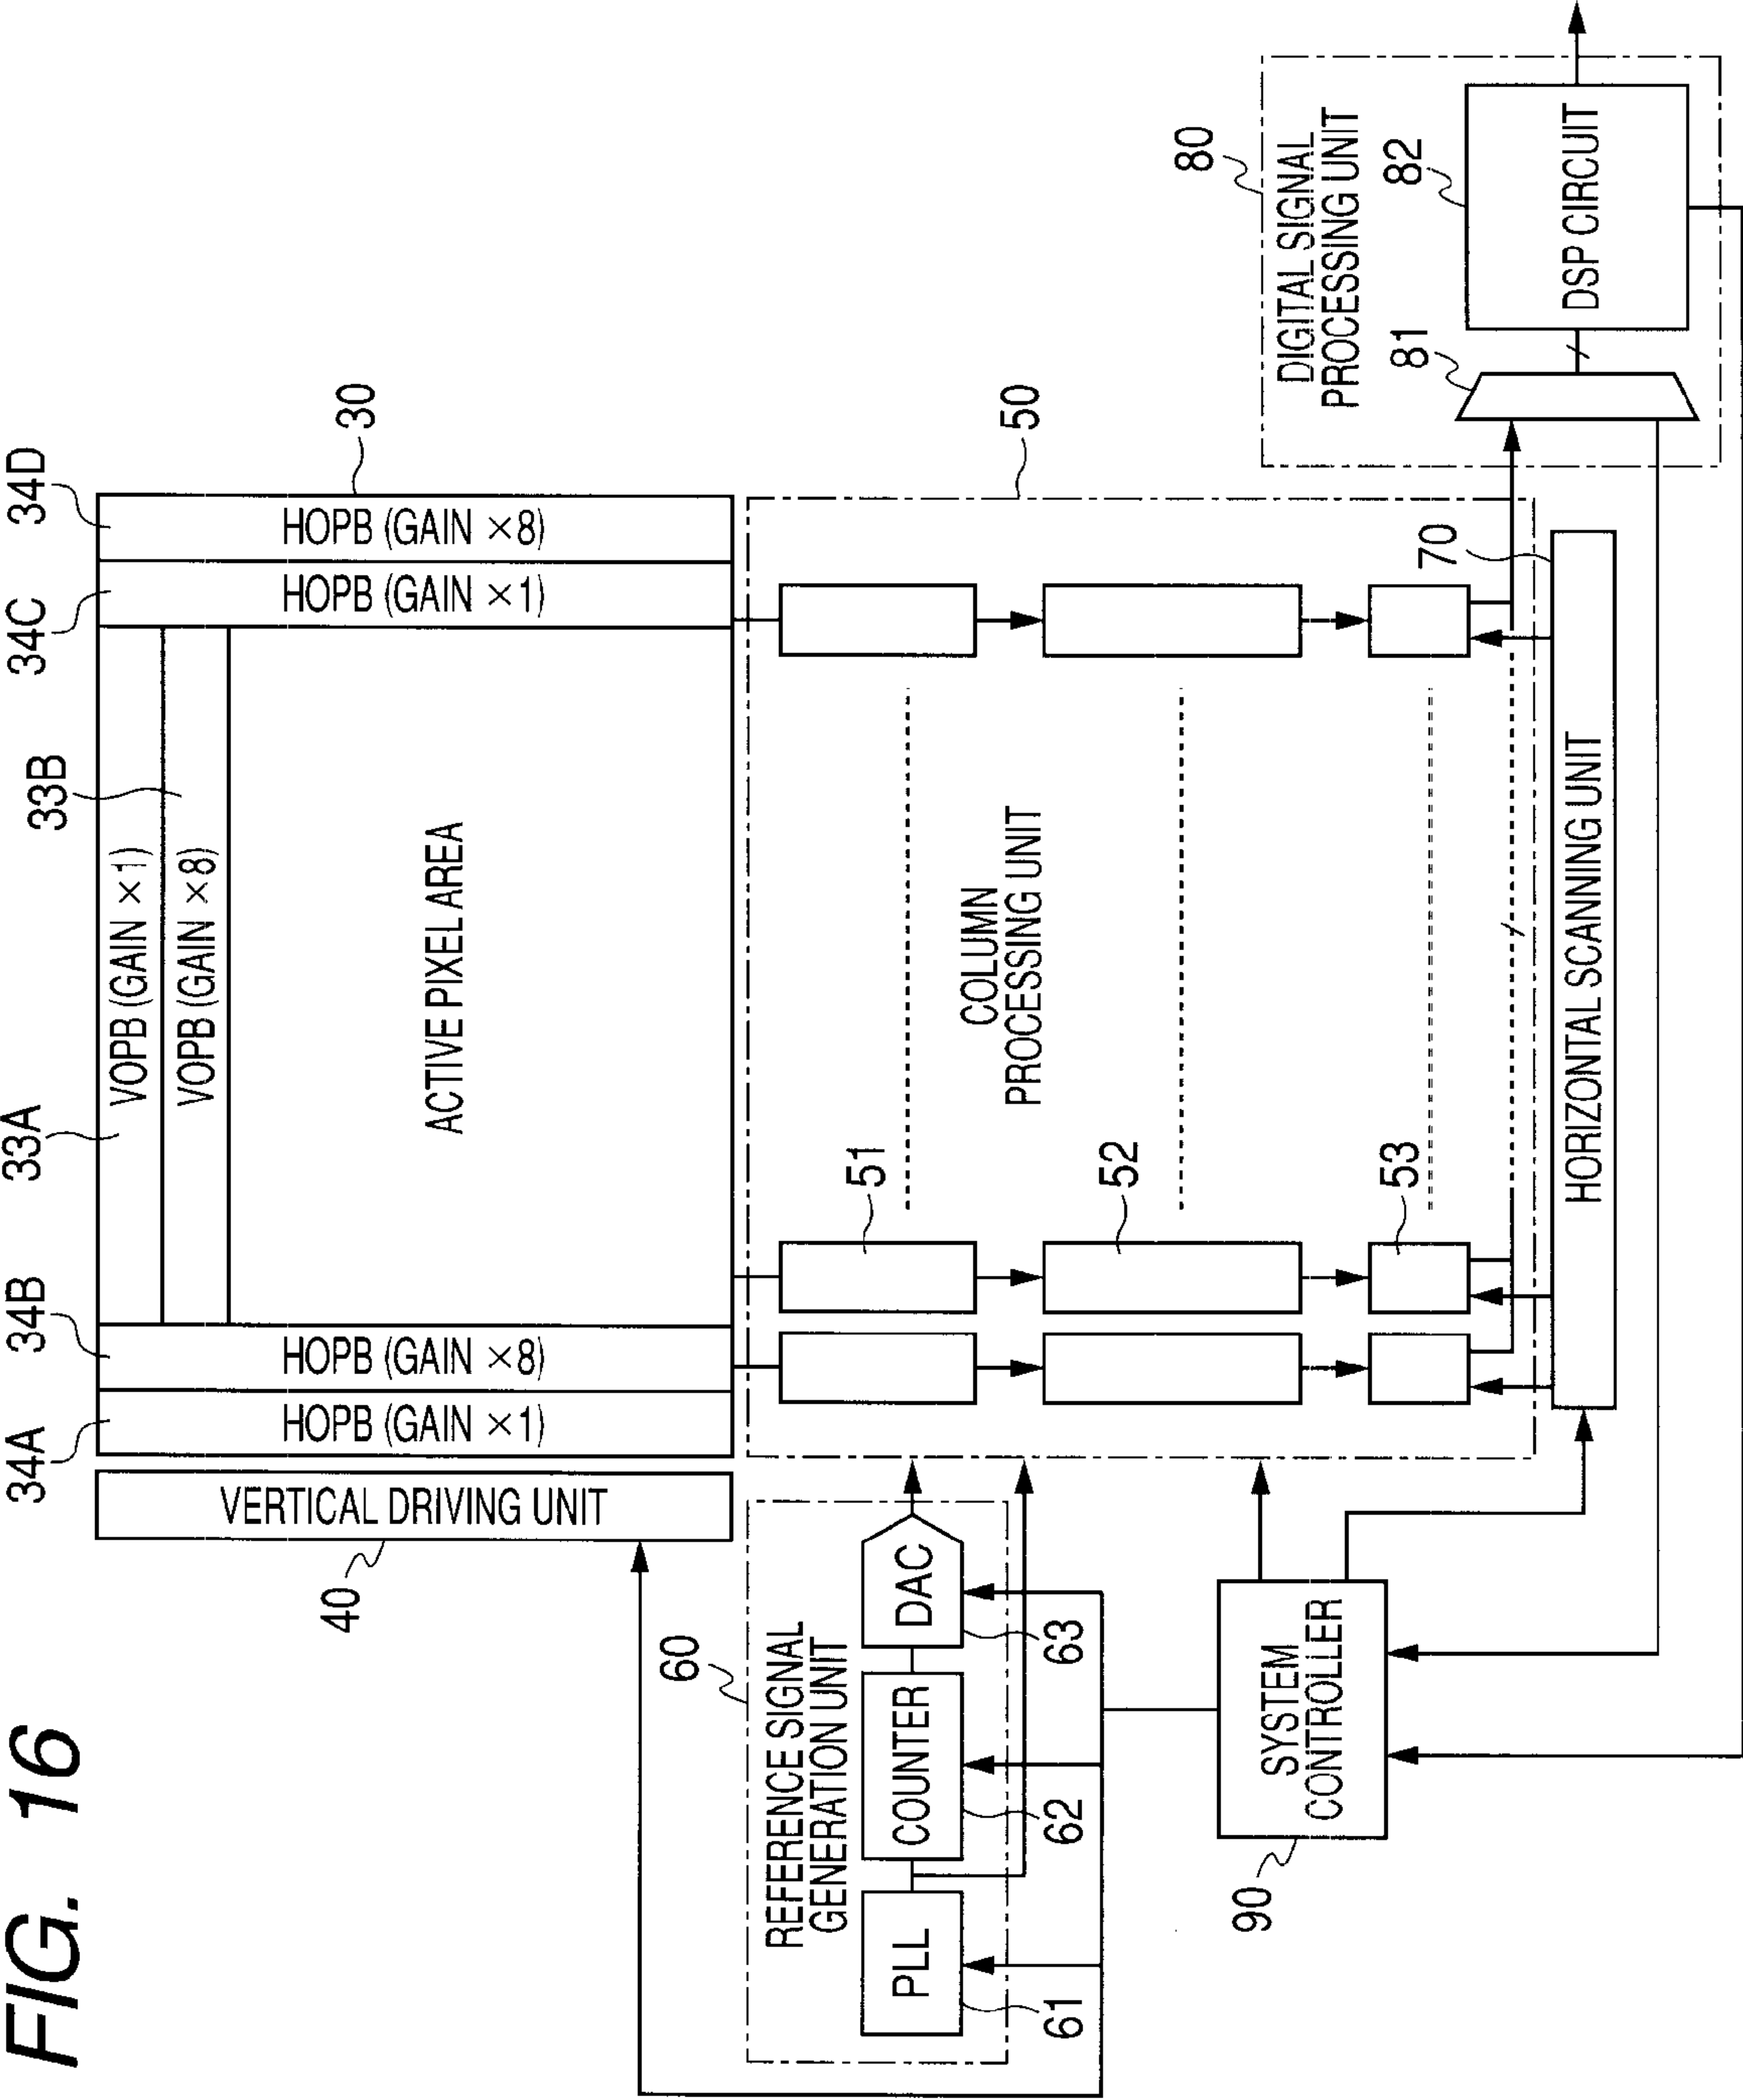 FIG. 16
34A
34B
33A
33B
34C
34D
VOPB (GAIN ×1)
VOPB (GAIN ×8)
HOPB (GAIN ×1)
HOPB (GAIN ×8)
ACTIVE PIXEL AREA
HOPB (GAIN ×1)
HOPB (GAIN ×8)
30
VERTICAL DRIVING UNIT
40
60
REFERENCE SIGNAL
GENERATION UNIT
PLL
COUNTER
DAC
61
62
63
51
COLUMN
PROCESSING UNIT
50
52
53
70
HORIZONTAL SCANNING UNIT
SYSTEM
CONTROLLER
90
80
DIGITAL SIGNAL
PROCESSING UNIT
81
82
DSP CIRCUIT